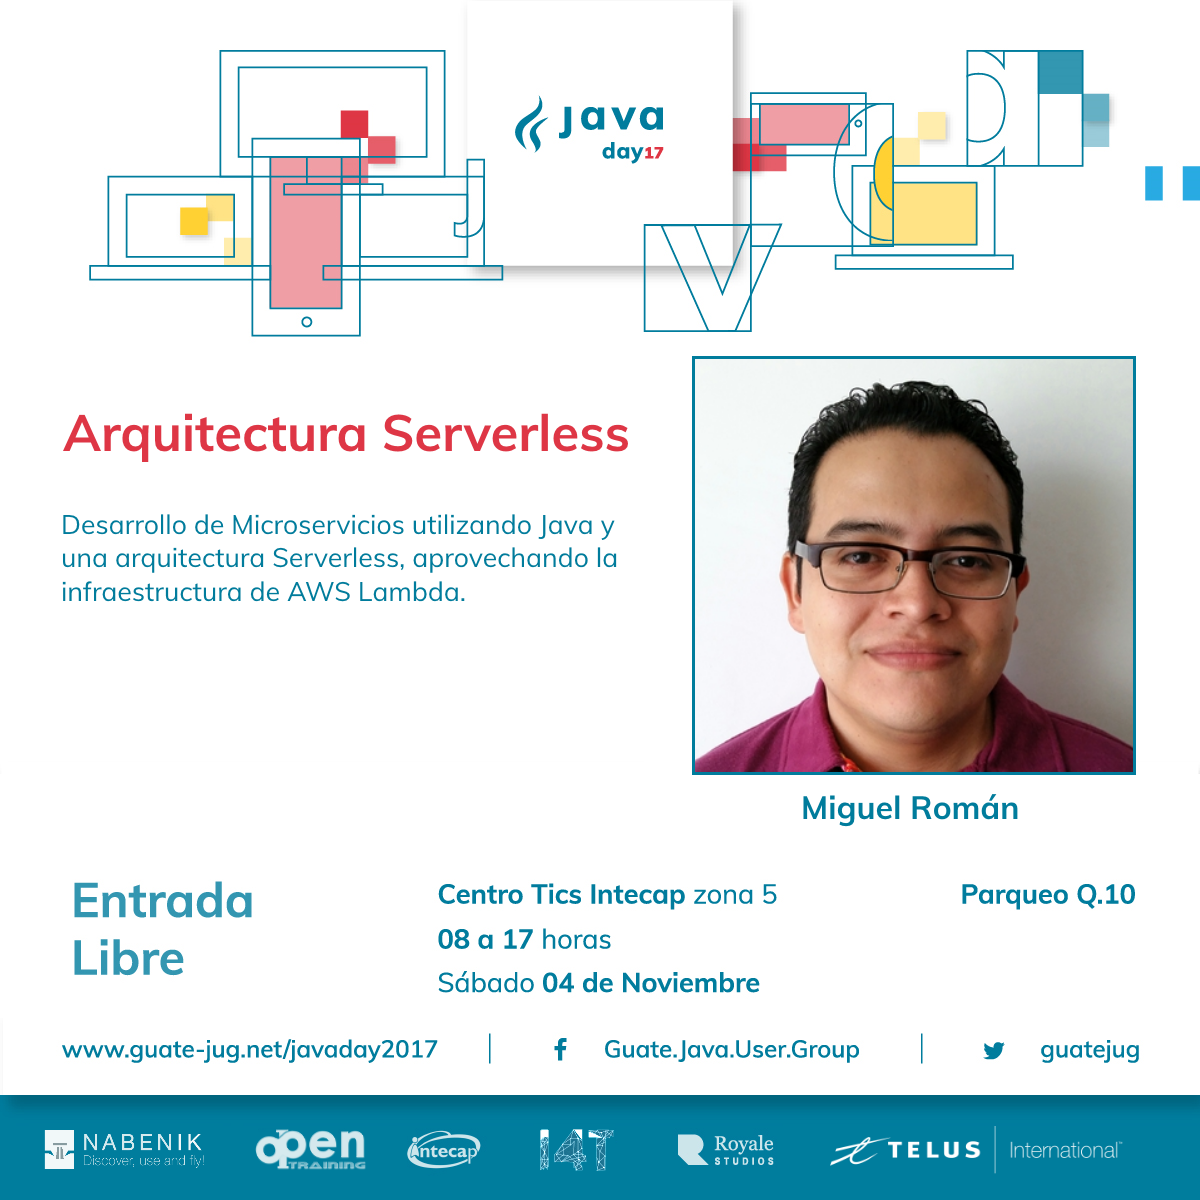 Java
day17
J
V
Arquitectura Serverless
Desarrollo de Microservicios utilizando Java y
una arquitectura Serverless, aprovechando la
infraestructura de AWS Lambda.
Miguel Román
Entrada
Libre
Centro Tics Intecap zona 5
08 a 17 horas
Sábado 04 de Noviembre
Parqueo Q.10
www.guate-jug.net/javaday2017
Guate.Java.User.Group
guatejug
NABENIK
Discover, use and fly!
open
TRAINING
intecap
I4T
Royale
STUDIOS
TELUS International™